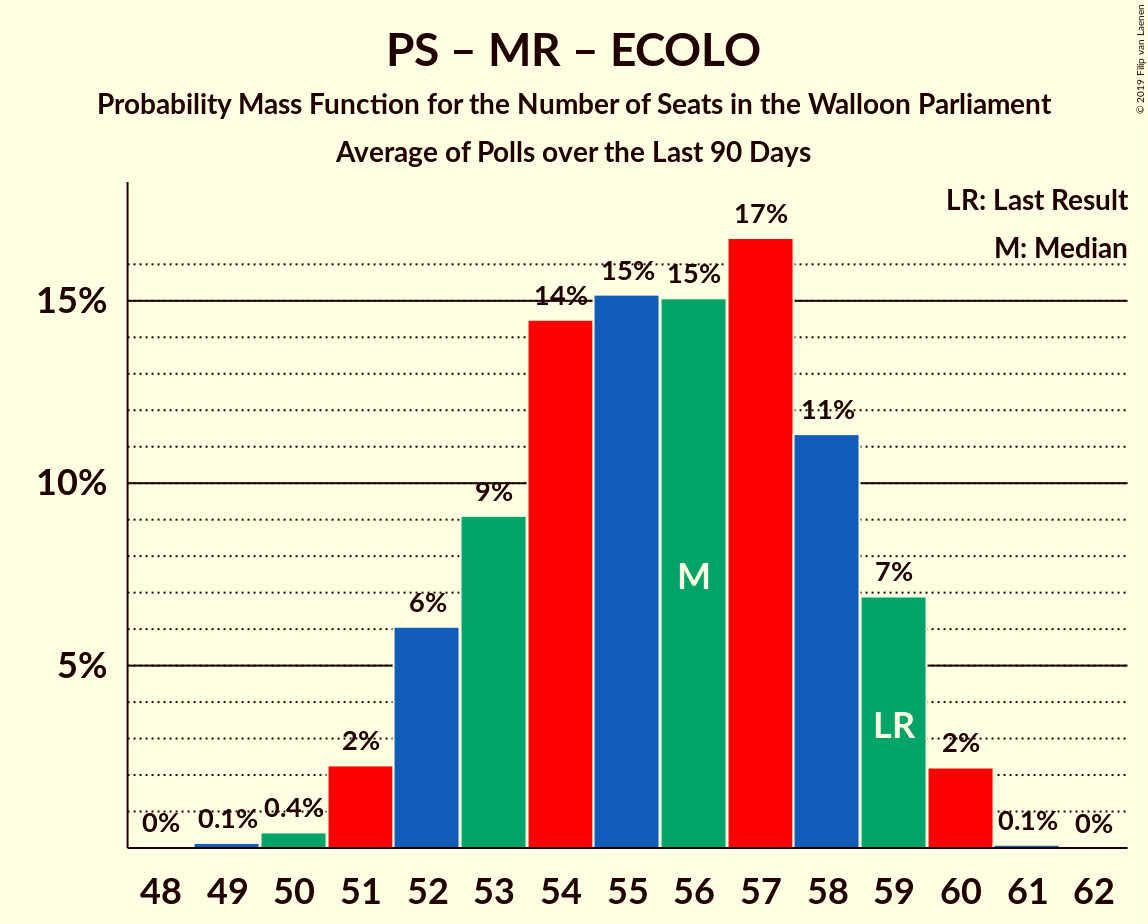 PS – MR – ECOLO
Probability Mass Function for the Number of Seats in the Walloon Parliament
Average of Polls over the Last 90 Days
© 2019 Filip van Laenen
LR: Last Result
M: Median
17%
15%
15%
14%
15%
11%
10%
9%
7%
6%
5%
2%
2%
0.4%
0.1%
0%
0.1%
0%
M
LR
48 49 50 51 52 53 54 55 56 57 58 59 60 61 62